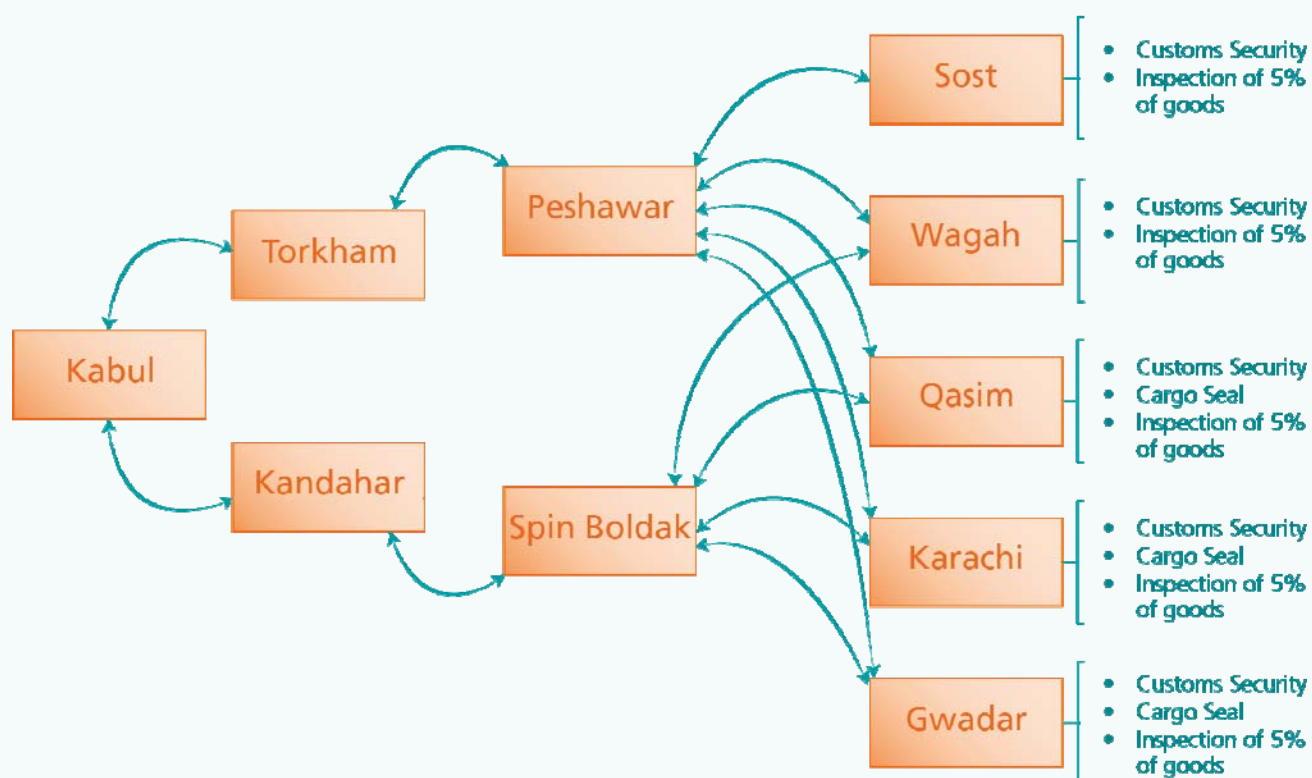 Sost
• Customs Security
• Inspection of 5%
of goods
Peshawar
Wagah
• Customs Security
• Inspection of 5%
of goods
Torkham
Kabul
Qasim
• Customs Security
• Cargo Seal
• Inspection of 5%
of goods
Kandahar
Spin Boldak
Karachi
• Customs Security
• Cargo Seal
• Inspection of 5%
of goods
Gwadar
• Customs Security
• Cargo Seal
• Inspection of 5%
of goods